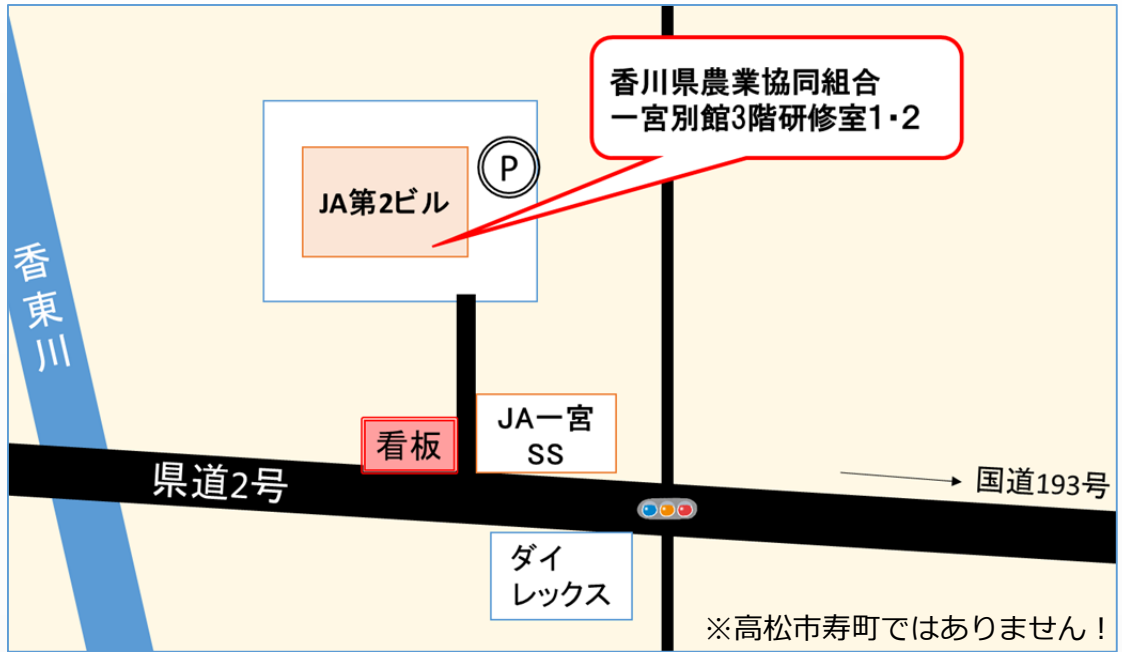 香川県農業協同組合
一宮別館3階研修室1・2
P
JA第2ビル
香東川
看板
JA一宮
SS
県道2号
国道193号
ダイ
レックス
※高松市寿町ではありません！